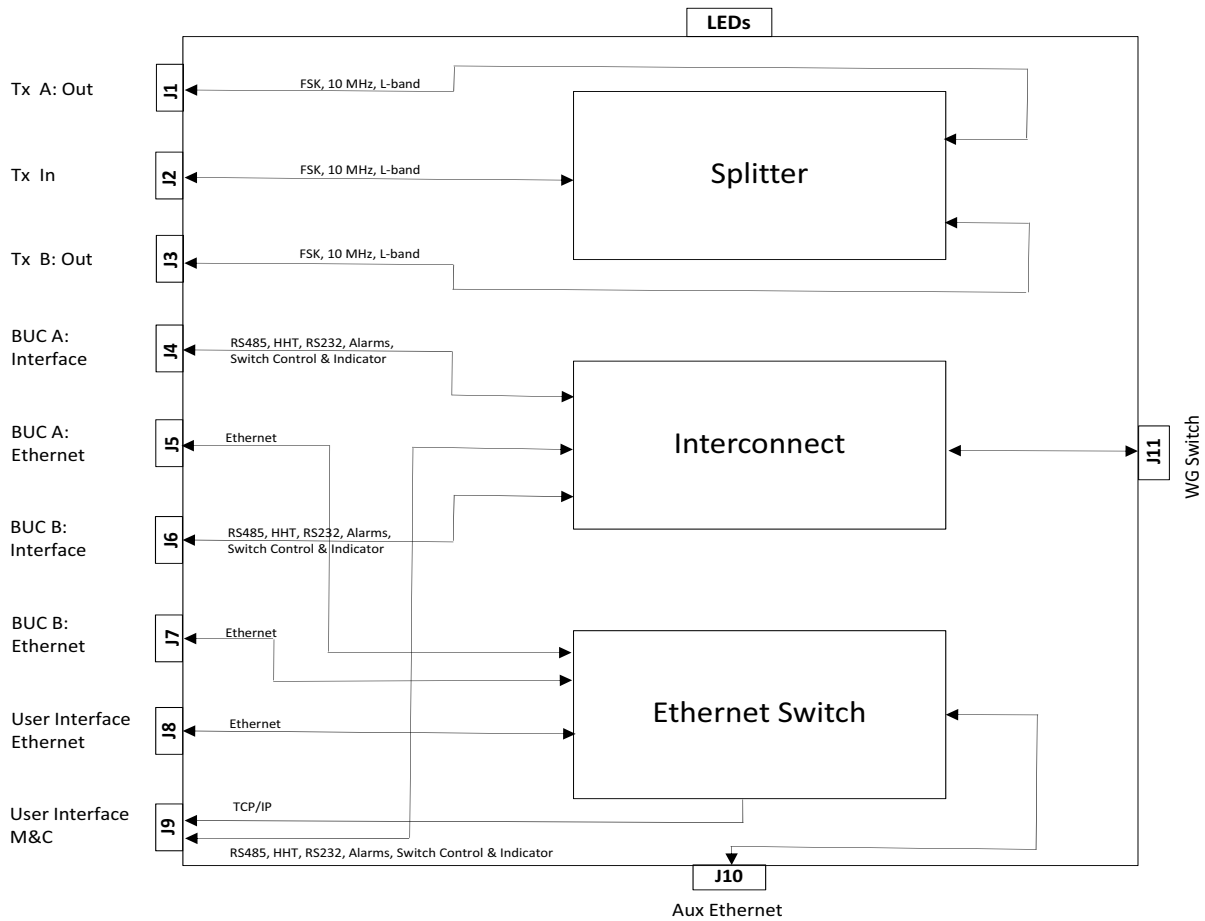 LEDs
Tx A: Out
J1
FSK, 10 MHz, L-band
Tx In
J2
FSK, 10 MHz, L-band
Splitter
Tx B: Out
J3
FSK, 10 MHz, L-band
BUC A:
Interface
J4
RS485, HHT, RS232, Alarms,
Switch Control & Indicator
BUC A:
Ethernet
J5
Ethernet
Interconnect
J11
WG Switch
BUC B:
Interface
J6
RS485, HHT, RS232, Alarms,
Switch Control & Indicator
BUC B:
Ethernet
J7
Ethernet
User Interface
Ethernet
J8
Ethernet
Ethernet Switch
User Interface
M&C
J9
TCP/IP
RS485, HHT, RS232, Alarms, Switch Control & Indicator
J10
Aux Ethernet